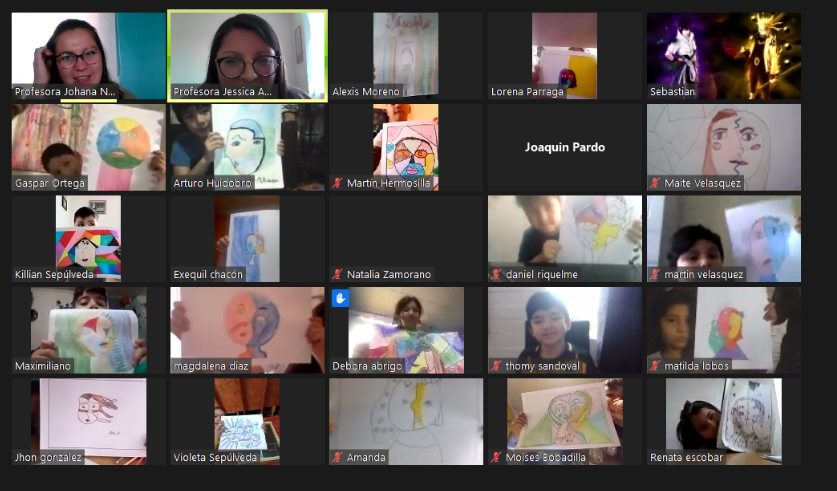 Profesora Johana N...
Profesora Jessica A...
Alexis Moreno
Lorena Parraga
Sebastian
Gaspar Ortega
Arturo Huidobro
Martín Hermosilla
Joaquin Pardo
Maite Velasquez
Killian Sepúlveda
Exequil chacón
Natalia Zamorano
daniel riquelme
martin velasquez
Maximiliano
magdalena diaz
Debora abrigo
thomy sandoval
matilda lobos
Jhon gonzalez
Violeta Sepúlveda
Amanda
Moises Bobadilla
Renata escobar